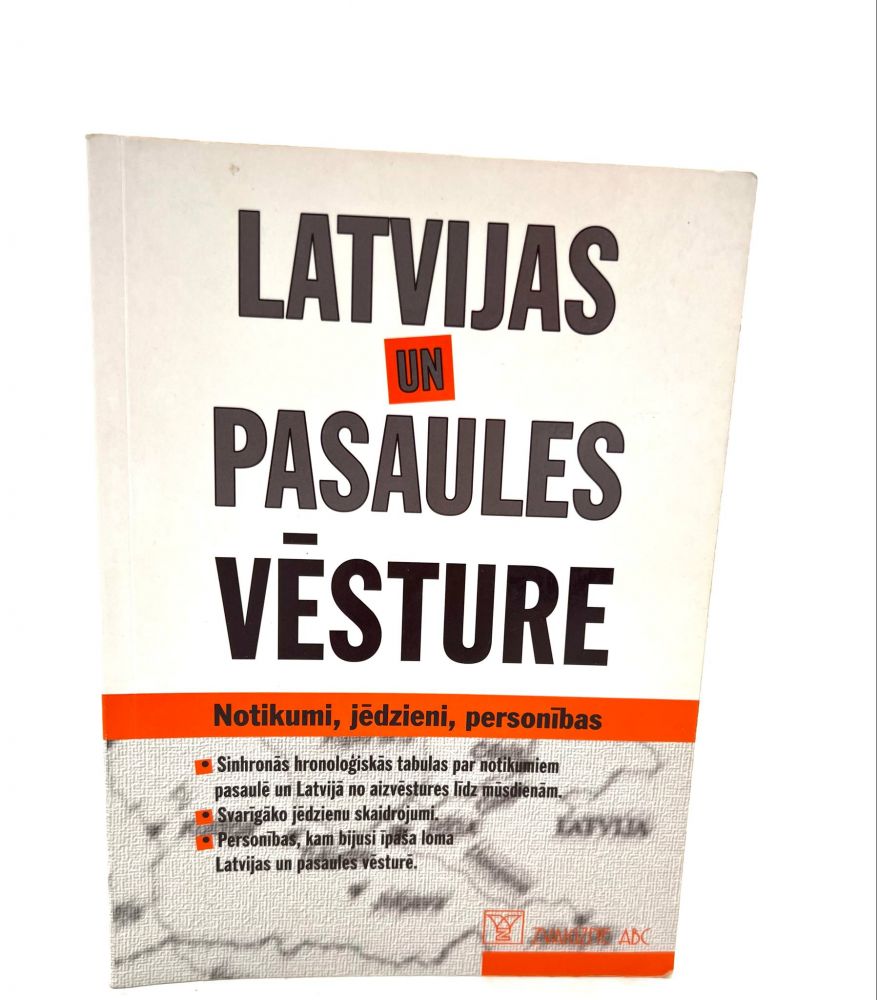 LATVIJAS
UN
PASAULES
VĒSTURE
Notikumi, jēdzieni, personības
• Sinhronās hronoloģiskās tabulas par notikumiem
pasaulē un Latvijā no aizvēstures līdz mūsdienām.
• Svarīgāko jēdzienu skaidrojumi.
• Personības, kam bijusi īpaša loma
Latvijas un pasaules vēsturē.
LATVIJA
ZVAIGZNE ABC